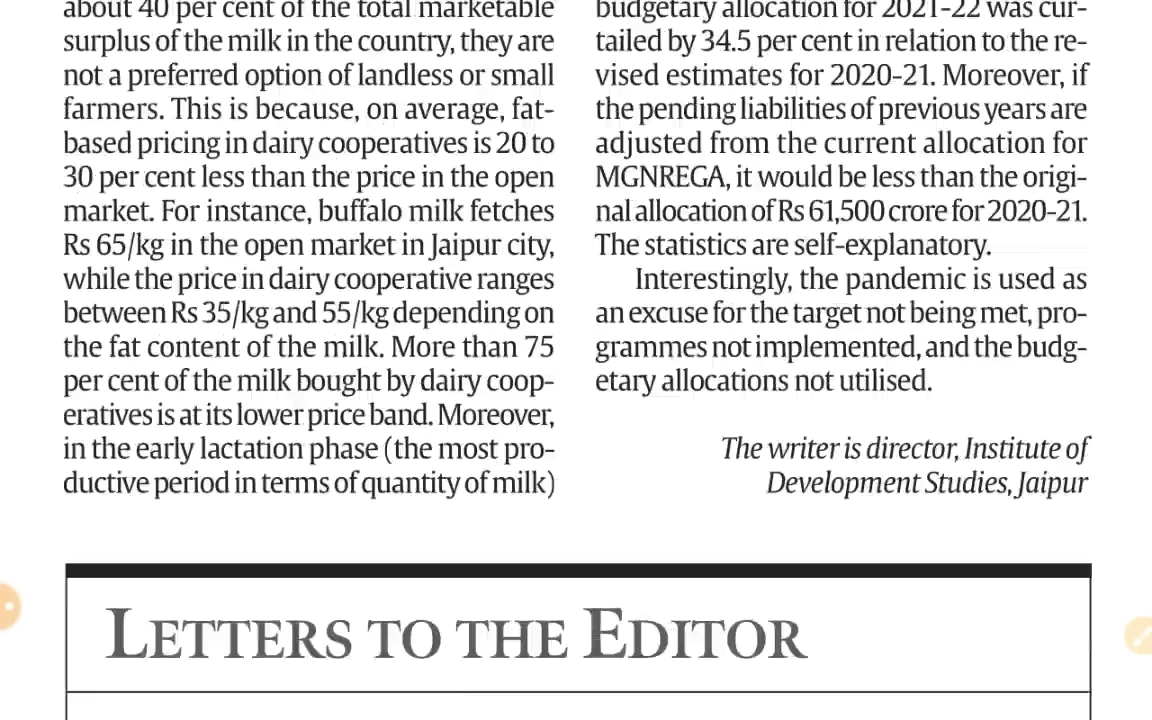 about 40 per cent of the total marketable
surplus of the milk in the country, they are
not a preferred option of landless or small
farmers. This is because, on average, fat-
based pricing in dairy cooperatives is 20 to
30 per cent less than the price in the open
market. For instance, buffalo milk fetches
Rs 65/kg in the open market in Jaipur city,
while the price in dairy cooperative ranges
between Rs 35/kg and 55/kg depending on
the fat content of the milk. More than 75
per cent of the milk bought by dairy coop-
eratives is at its lower price band. Moreover,
in the early lactation phase (the most pro-
ductive period in terms of quantity of milk)
budgetary allocation for 2021-22 was cur-
tailed by 34.5 per cent in relation to the re-
vised estimates for 2020-21. Moreover, if
the pending liabilities of previous years are
adjusted from the current allocation for
MGNREGA, it would be less than the origi-
nal allocation of Rs 61,500 crore for 2020-21.
The statistics are self-explanatory.
Interestingly, the pandemic is used as
an excuse for the target not being met, pro-
grammes not implemented, and the budg-
etary allocations not utilised.
The writer is director, Institute of
Development Studies, Jaipur
LETTERS TO THE EDITOR